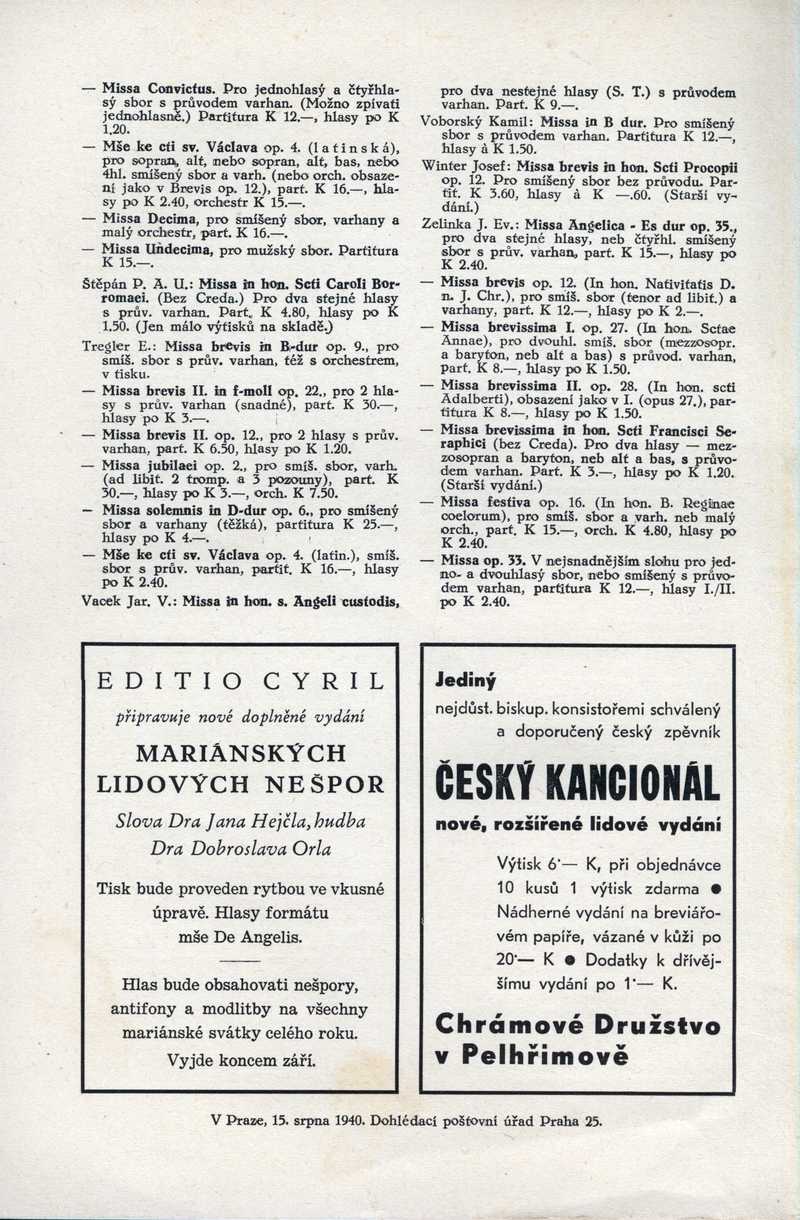 — Missa Convictus. Pro jednohlasý a čtyřhla-
sý sbor s průvodem varhan. (Možno zpívati
jednohlasně.) Partitura K 12.—, hlasy po K
1.20.
— Mše ke cti sv. Václava op. 4. (latinská),
pro sopran, alt, nebo sopran, alt, bas, nebo
4hl. smíšený sbor a varh. (nebo orch. obsaze-
ní jako v Brevis op. 12.), part. K 16.—, hla-
sy po K 2.40, orchestr K 15.—.
— Missa Decima, pro smíšený sbor, varhany a
malý orchestr, part. K 16.—.
— Missa Undecima, pro mužský sbor. Partitura
K 15.—.
Štěpán P. A. U.: Missa in hon. Scti Caroli Bor-
romaei. (Bez Creda.) Pro dva stejné hlasy
s prův. varhan. Part. K 4.80, hlasy po K
1.50. (Jen málo výtisků na skladě.)
Tregler E.: Missa brevis in B-dur op. 9., pro
smíš. sbor s prův. varhan, též s orchestrem,
v tisku.
— Missa brevis II. in f-moll op. 22., pro 2 hla-
sy s prův. varhan (snadné), part. K 30.—,
hlasy po K 3.—.
— Missa brevis II. op. 12., pro 2 hlasy s prův.
varhan, part. K 6.50, hlasy po K 1.20.
— Missa jubilaei op. 2., pro smíš. sbor, varh.
(ad libit. 2 tromp. a 3 pozouny), part. K
30.—, hlasy po K 3.—, orch. K 7.50.
— Missa solemnis in D-dur op. 6., pro smíšený
sbor a varhany (těžká), partitura K 25.—,
hlasy po K 4.—.
— Mše ke cti sv. Václava op. 4. (latin.), smíš.
sbor s prův. varhan, partit. K 16.—, hlasy
po K 2.40.
Vacek Jar. V.: Missa in hon. s. Angeli custodis,
pro dva nestejné hlasy (S. T.) s průvodem
varhan. Part. K 9.—.
Voborský Kamil: Missa in B dur. Pro smíšený
sbor s průvodem varhan. Partitura K 12.—,
hlasy à K 1.50.
Winter Josef: Missa brevis in hon. Scti Procopii
op. 12. Pro smíšený sbor bez průvodu. Par-
tit. K 3.60, hlasy à K —.60. (Starší vy-
dání.)
Zelinka J. Ev.: Missa Angelica - Es dur op. 35.,
pro dva stejné hlasy, neb čtyřhl. smíšený
sbor s prův. varhan, part. K 15.—, hlasy po
K 2.40.
— Missa brevis op. 12. (In hon. Nativitatis D.
n. J. Chr.), pro smíš. sbor (tenor ad libit.) a
varhany, part. K 12.—, hlasy po K 2.—.
— Missa brevissima I. op. 27. (In hon. Sctae
Annae), pro dvouhl. smíš. sbor (mezzosopr.
a baryton, neb alt a bas) s průvod. varhan,
part. K 8.—, hlasy po K 1.50.
— Missa brevissima II. op. 28. (In hon. scti
Adalberti), obsazení jako v I. (opus 27.), par-
titura K 8.—, hlasy po K 1.50.
— Missa brevissima in hon. Scti Francisci Se-
raphici (bez Creda). Pro dva hlasy — mez-
zosopran a baryton, neb alt a bas, s průvo-
dem varhan. Part. K 3.—, hlasy po K 1.20.
(Starší vydání.)
— Missa festiva op. 16. (In hon. B. Reginae
coelorum), pro smíš. sbor a varh. neb malý
orch., part. K 15.—, orch. K 4.80, hlasy po
K 2.40.
— Missa op. 33. V nejsnadnějším slohu pro jed-
no- a dvouhlasý sbor, nebo smíšený s průvo-
dem varhan, partitura K 12.—, hlasy I./II.
po K 2.40.
EDITIO CYRIL
připravuje nové doplněné vydání
MARIÁNSKÝCH
LIDOVÝCH NEŠPOR
Slova Dra Jana Hejčla, hudba
Dra Dobroslava Orla
Tisk bude proveden rytbou ve vkusné
úpravě. Hlasy formátu
mše De Angelis.
Hlas bude obsahovati nešpory,
antifony a modlitby na všechny
mariánské svátky celého roku.
Vyjde koncem září.
Jediný
nejdůst. biskup. konsistořemi schválený
a doporučený český zpěvník
ČESKÝ KANCIONÁL
nové, rozšířené lidové vydání
Výtisk 6·— K, při objednávce
10 kusů 1 výtisk zdarma ●
Nádherné vydání na breviářo-
vém papíře, vázané v kůži po
20·— K ● Dodatky k dřívěj-
šímu vydání po 1·— K.
Chrámové Družstvo
v Pelhřimově
V Praze, 15. srpna 1940. Dohlédací poštovní úřad Praha 25.